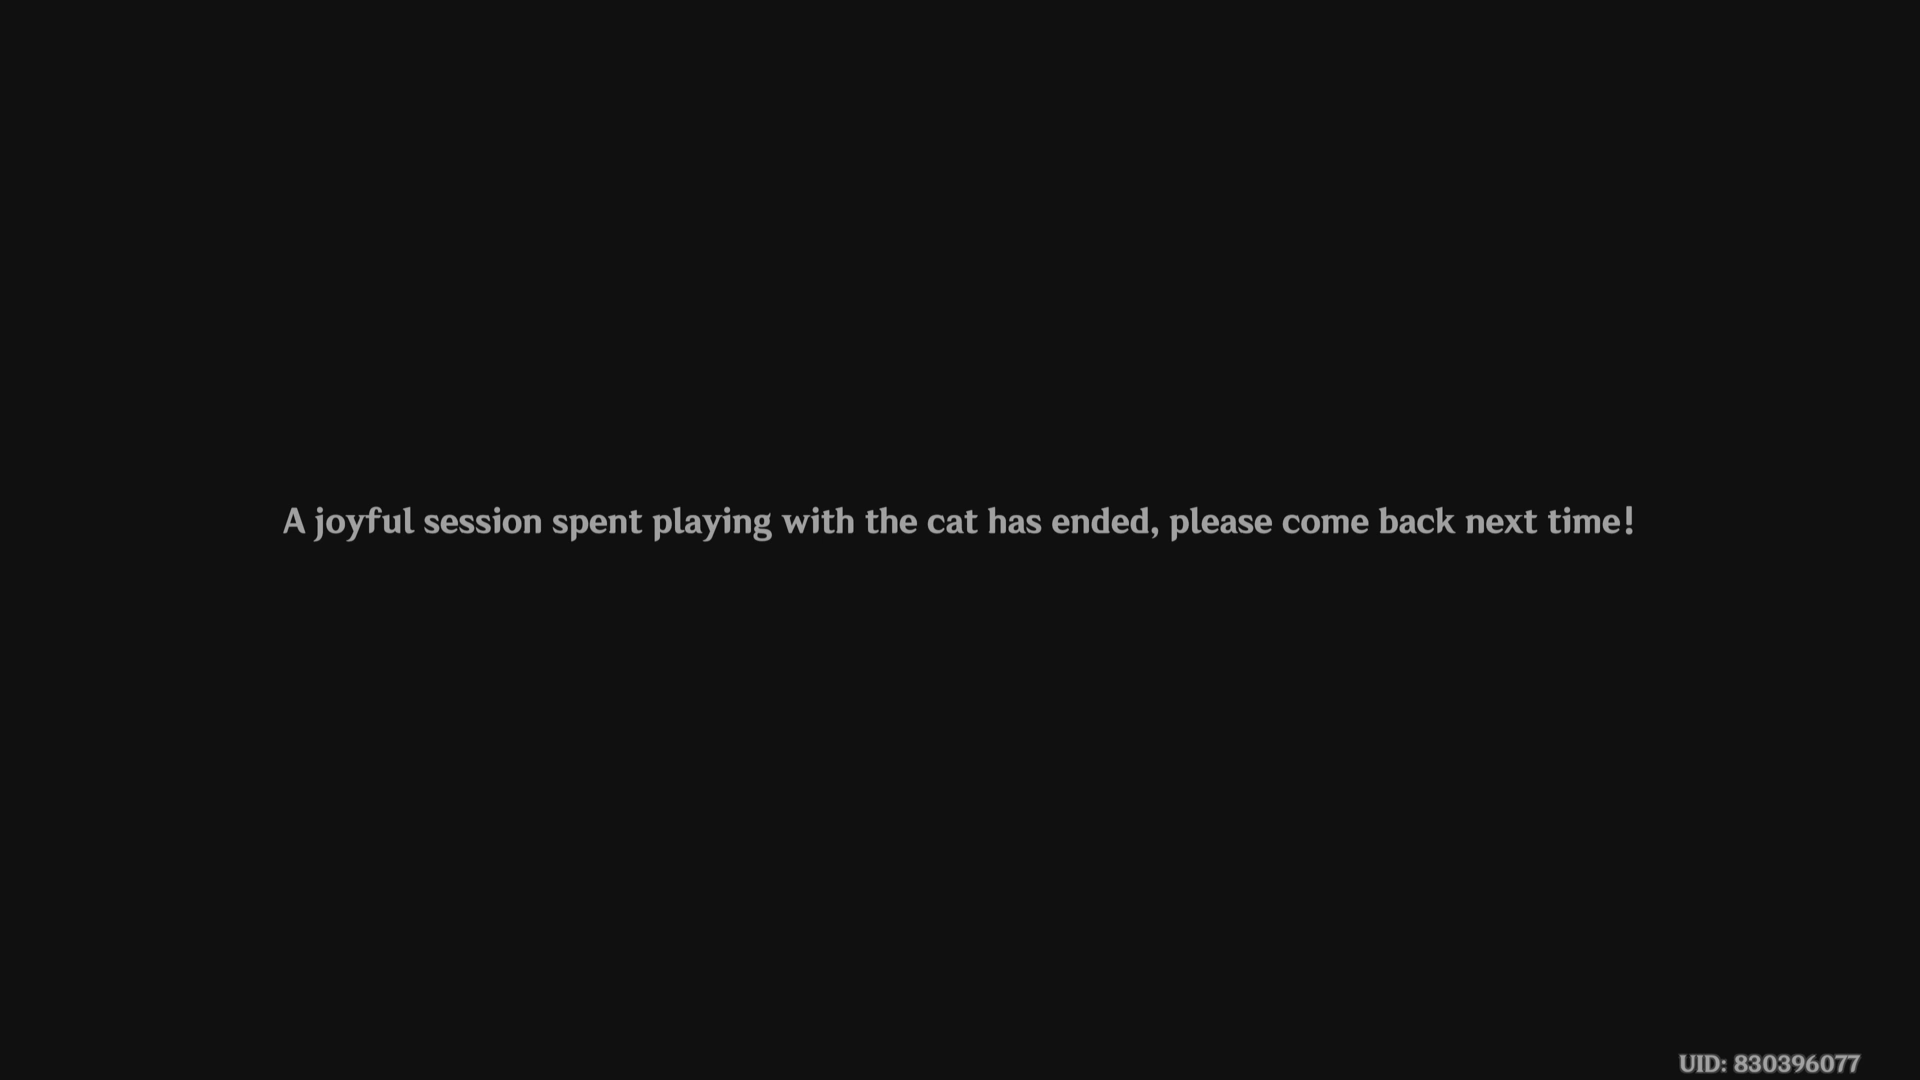 A joyful session spent playing with the cat has ended, please come back next time!
UID: 830396077